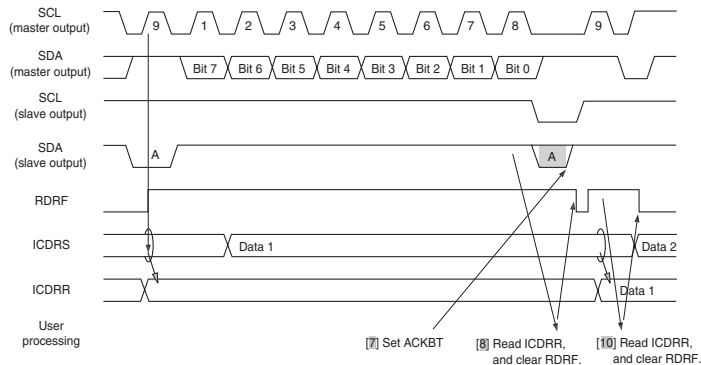 SCL
(master output)
9 1 2 3 4 5 6 7 8 9
SDA
(master output)
Bit 7 Bit 6 Bit 5 Bit 4 Bit 3 Bit 2 Bit 1 Bit 0
SCL
(slave output)
SDA
(slave output)
A A
RDRF
ICDRS
Data 1 Data 2
ICDRR
Data 1
User
processing
[7] Set ACKBT
[8] Read ICDRR,
and clear RDRF.
[10] Read ICDRR,
and clear RDRF.